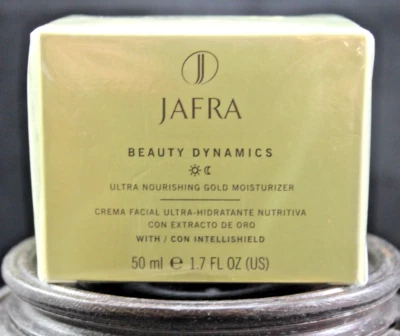 JAFRA
BEAUTY DYNAMICS
ULTRA NOURISHING GOLD MOISTURIZER
CREMA FACIAL ULTRA-HIDRATANTE NUTRITIVA
CON EXTRACTO DE ORO
WITH / CON INTELLISHIELD
50 ml ℮ 1.7 FL OZ (US)